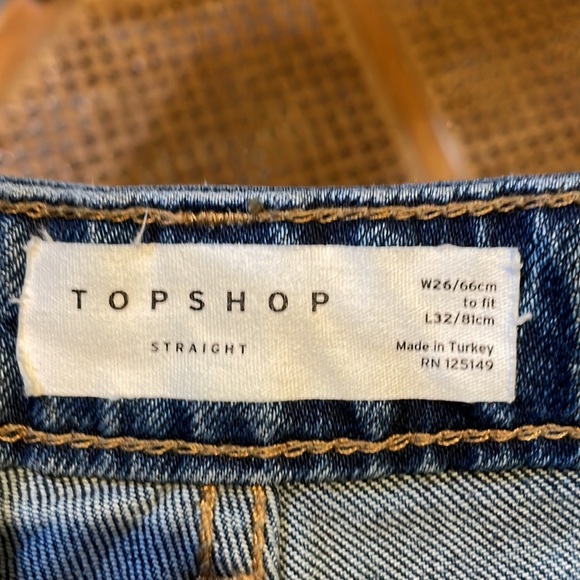 TOPSHOP
STRAIGHT
W26/66cm
to fit
L32/81cm
Made in Turkey
RN 125149